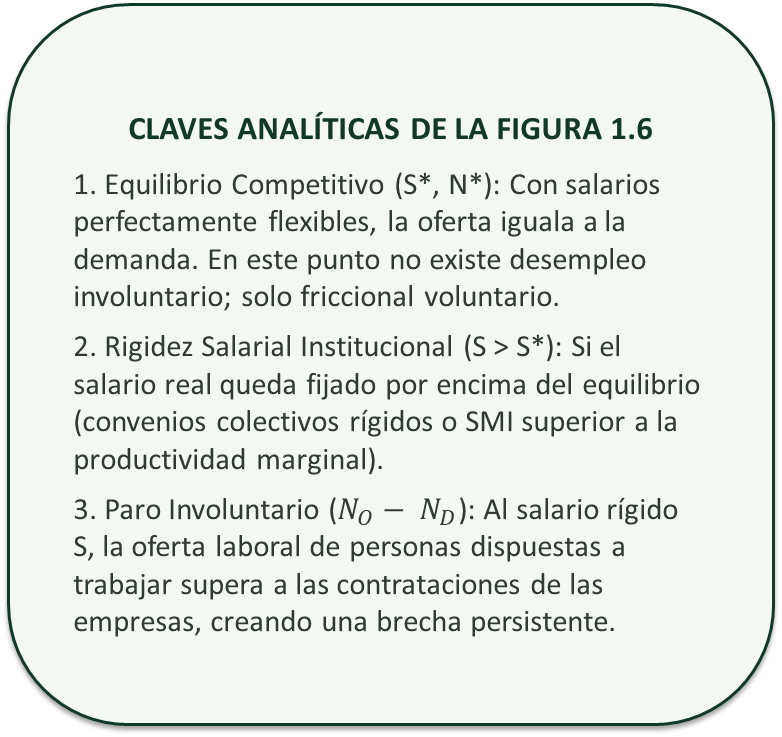 CLAVES ANALÍTICAS DE LA FIGURA 1.6
1. Equilibrio Competitivo (S*, N*): Con salarios
perfectamente flexibles, la oferta iguala a la
demanda. En este punto no existe desempleo
involuntario; solo friccional voluntario.
2. Rigidez Salarial Institucional (S > S*): Si el
salario real queda fijado por encima del equilibrio
(convenios colectivos rígidos o SMI superior a la
productividad marginal).
3. Paro Involuntario (N_O − N_D): Al salario rígido
S, la oferta laboral de personas dispuestas a
trabajar supera a las contrataciones de las
empresas, creando una brecha persistente.